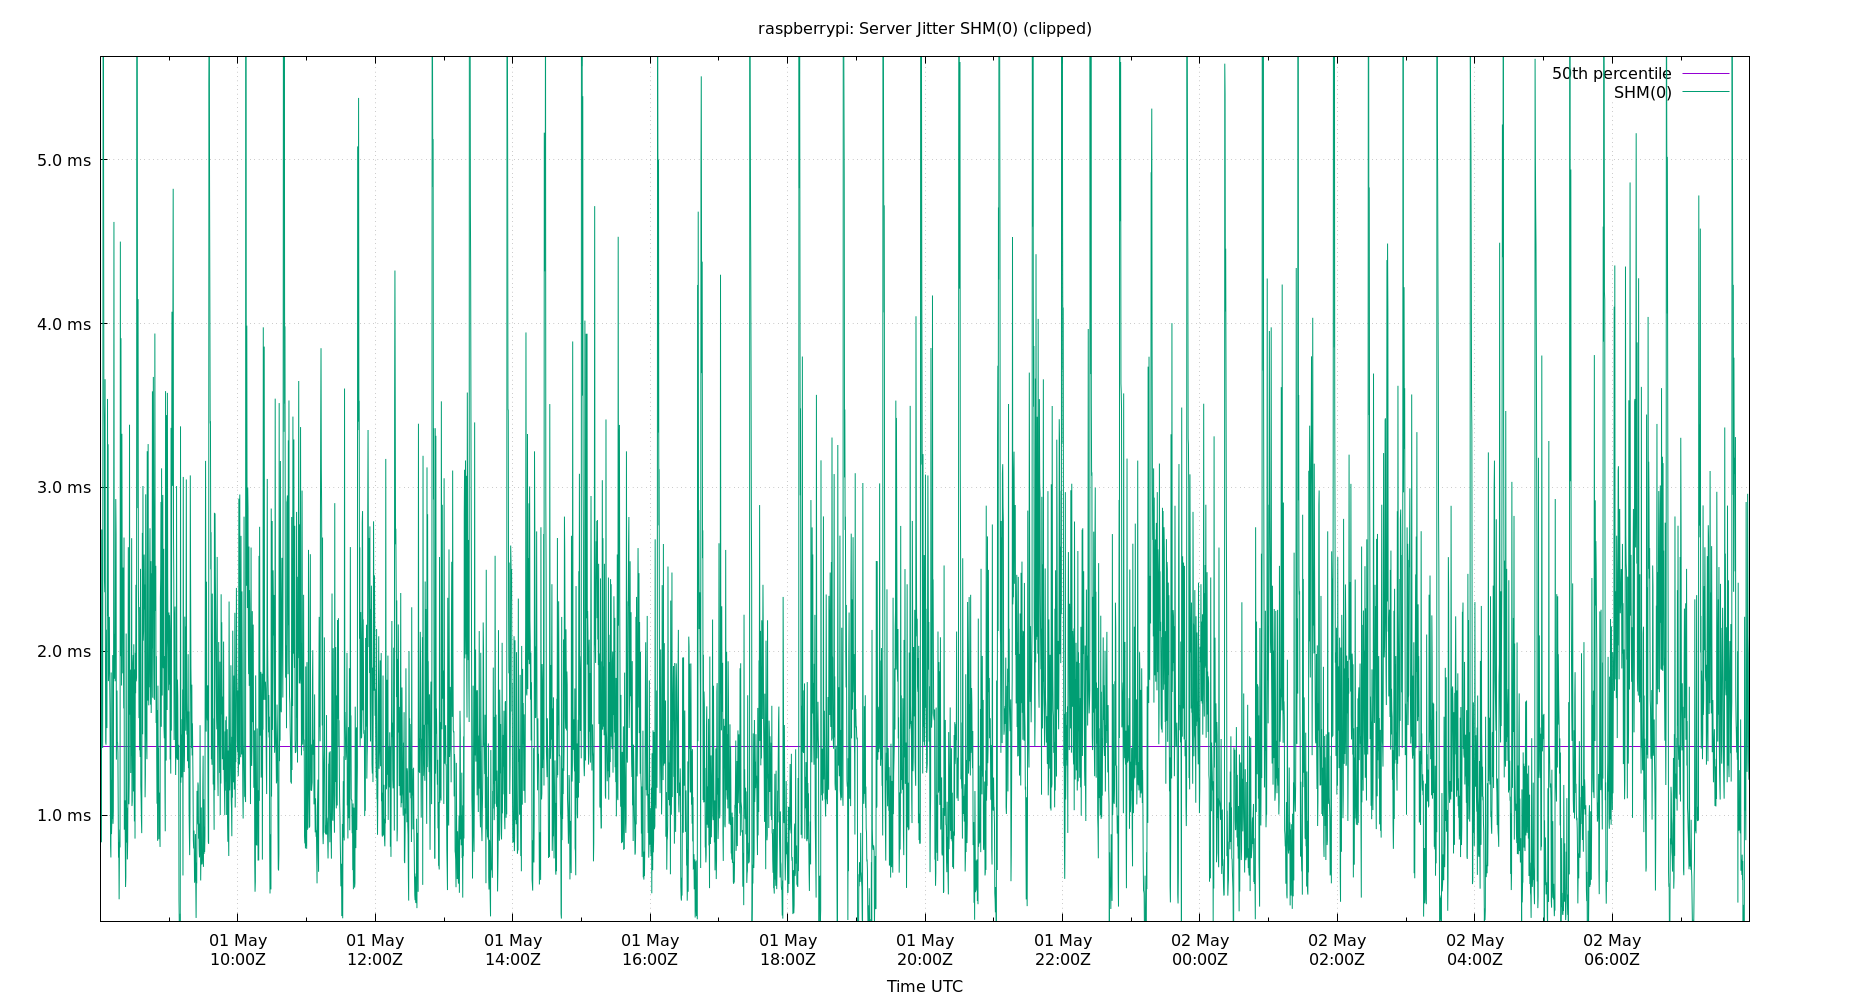 raspberrypi: Server Jitter SHM(0) (clipped)
50th percentile
SHM(0)
5.0 ms
4.0 ms
3.0 ms
2.0 ms
1.0 ms
01 May 01 May 01 May 01 May 01 May 01 May 01 May 02 May 02 May 02 May 02 May
10:00Z 12:00Z 14:00Z 16:00Z 18:00Z 20:00Z 22:00Z 00:00Z 02:00Z 04:00Z 06:00Z
Time UTC